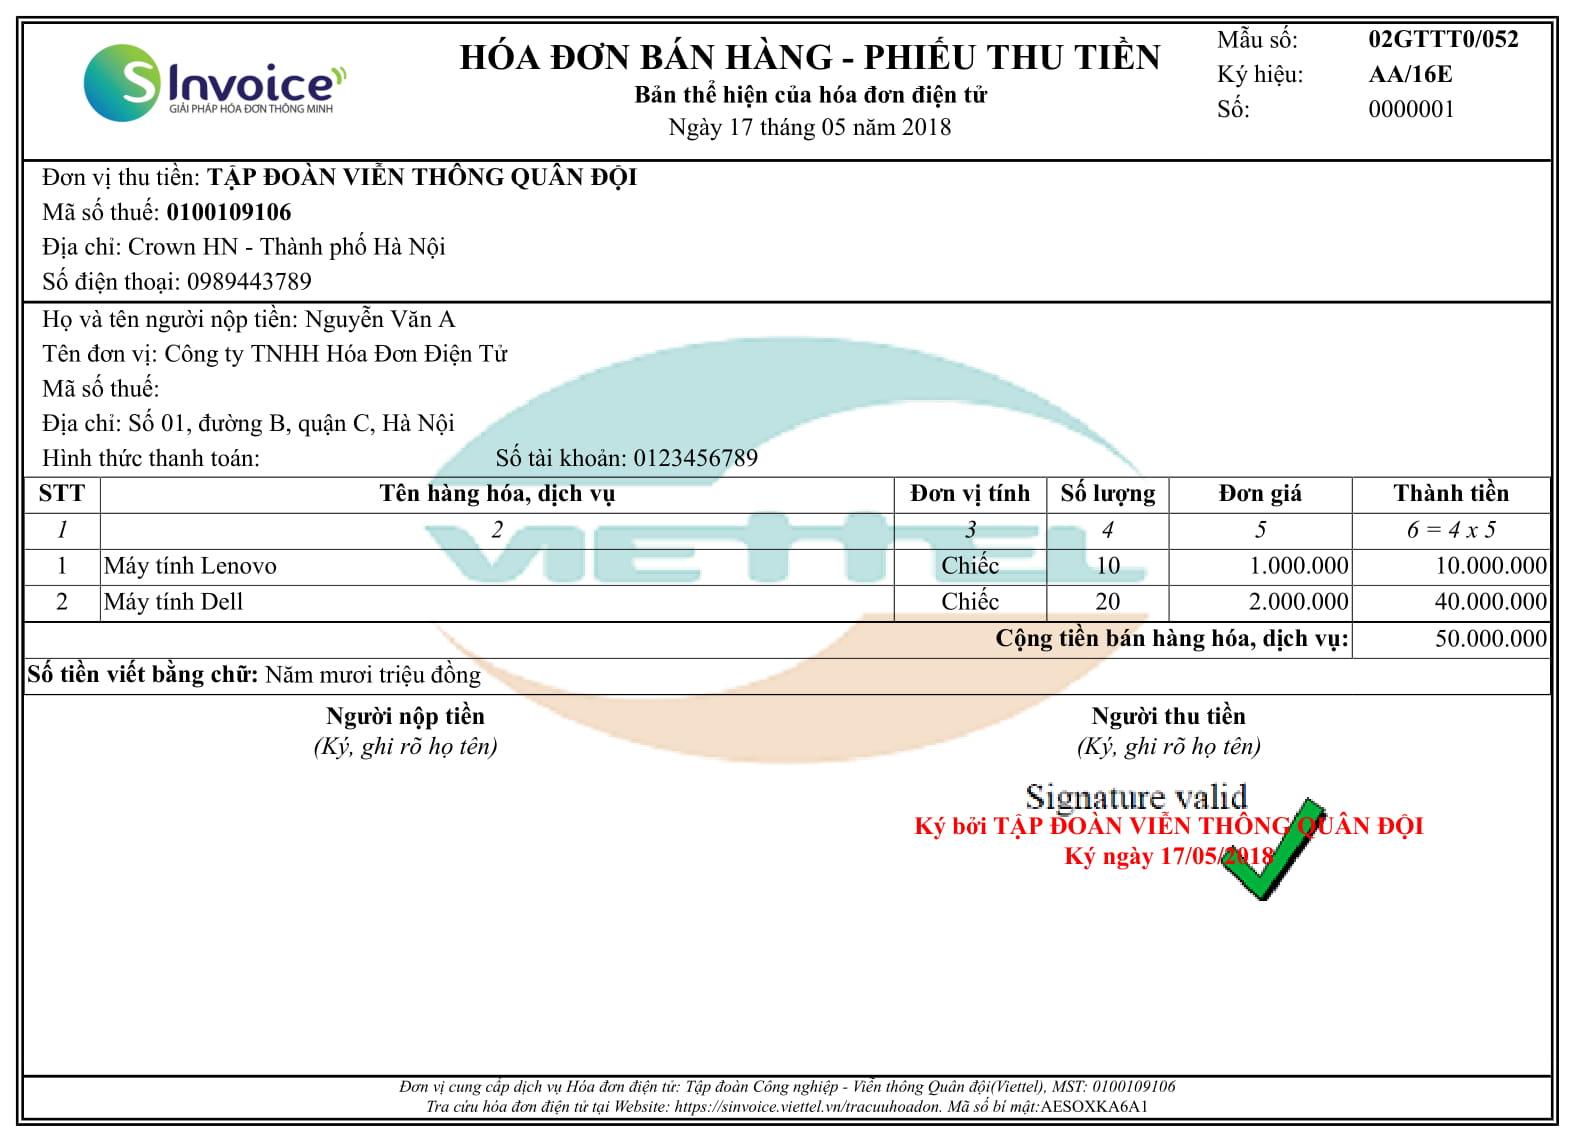 S Invoice
GIẢI PHÁP HÓA ĐƠN THÔNG MINH
HÓA ĐƠN BÁN HÀNG - PHIẾU THU TIỀN
Bản thể hiện của hóa đơn điện tử
Ngày 17 tháng 05 năm 2018
Mẫu số: 02GTTT0/052
Ký hiệu: AA/16E
Số: 0000001
Đơn vị thu tiền: TẬP ĐOÀN VIỄN THÔNG QUÂN ĐỘI
Mã số thuế: 0100109106
Địa chỉ: Crown HN - Thành phố Hà Nội
Số điện thoại: 0989443789
Họ và tên người nộp tiền: Nguyễn Văn A
Tên đơn vị: Công ty TNHH Hóa Đơn Điện Tử
Mã số thuế:
Địa chỉ: Số 01, đường B, quận C, Hà Nội
Hình thức thanh toán: Số tài khoản: 0123456789
STT Tên hàng hóa, dịch vụ Đơn vị tính Số lượng Đơn giá Thành tiền
1 2 3 4 5 6 = 4 x 5
VIETTEL
1 Máy tính Lenovo Chiếc 10 1.000.000 10.000.000
2 Máy tính Dell Chiếc 20 2.000.000 40.000.000
Cộng tiền bán hàng hóa, dịch vụ: 50.000.000
Số tiền viết bằng chữ: Năm mươi triệu đồng
Người nộp tiền Người thu tiền
(Ký, ghi rõ họ tên) (Ký, ghi rõ họ tên)
Signature valid
Ký bởi TẬP ĐOÀN VIỄN THÔNG QUÂN ĐỘI
Ký ngày 17/05/2018
Đơn vị cung cấp dịch vụ Hóa đơn điện tử: Tập đoàn Công nghiệp - Viễn thông Quân đội(Viettel), MST: 0100109106
Tra cứu hóa đơn điện tử tại Website: https://sinvoice.viettel.vn/tracuuhoadon. Mã số bí mật:AESOXKA6A1